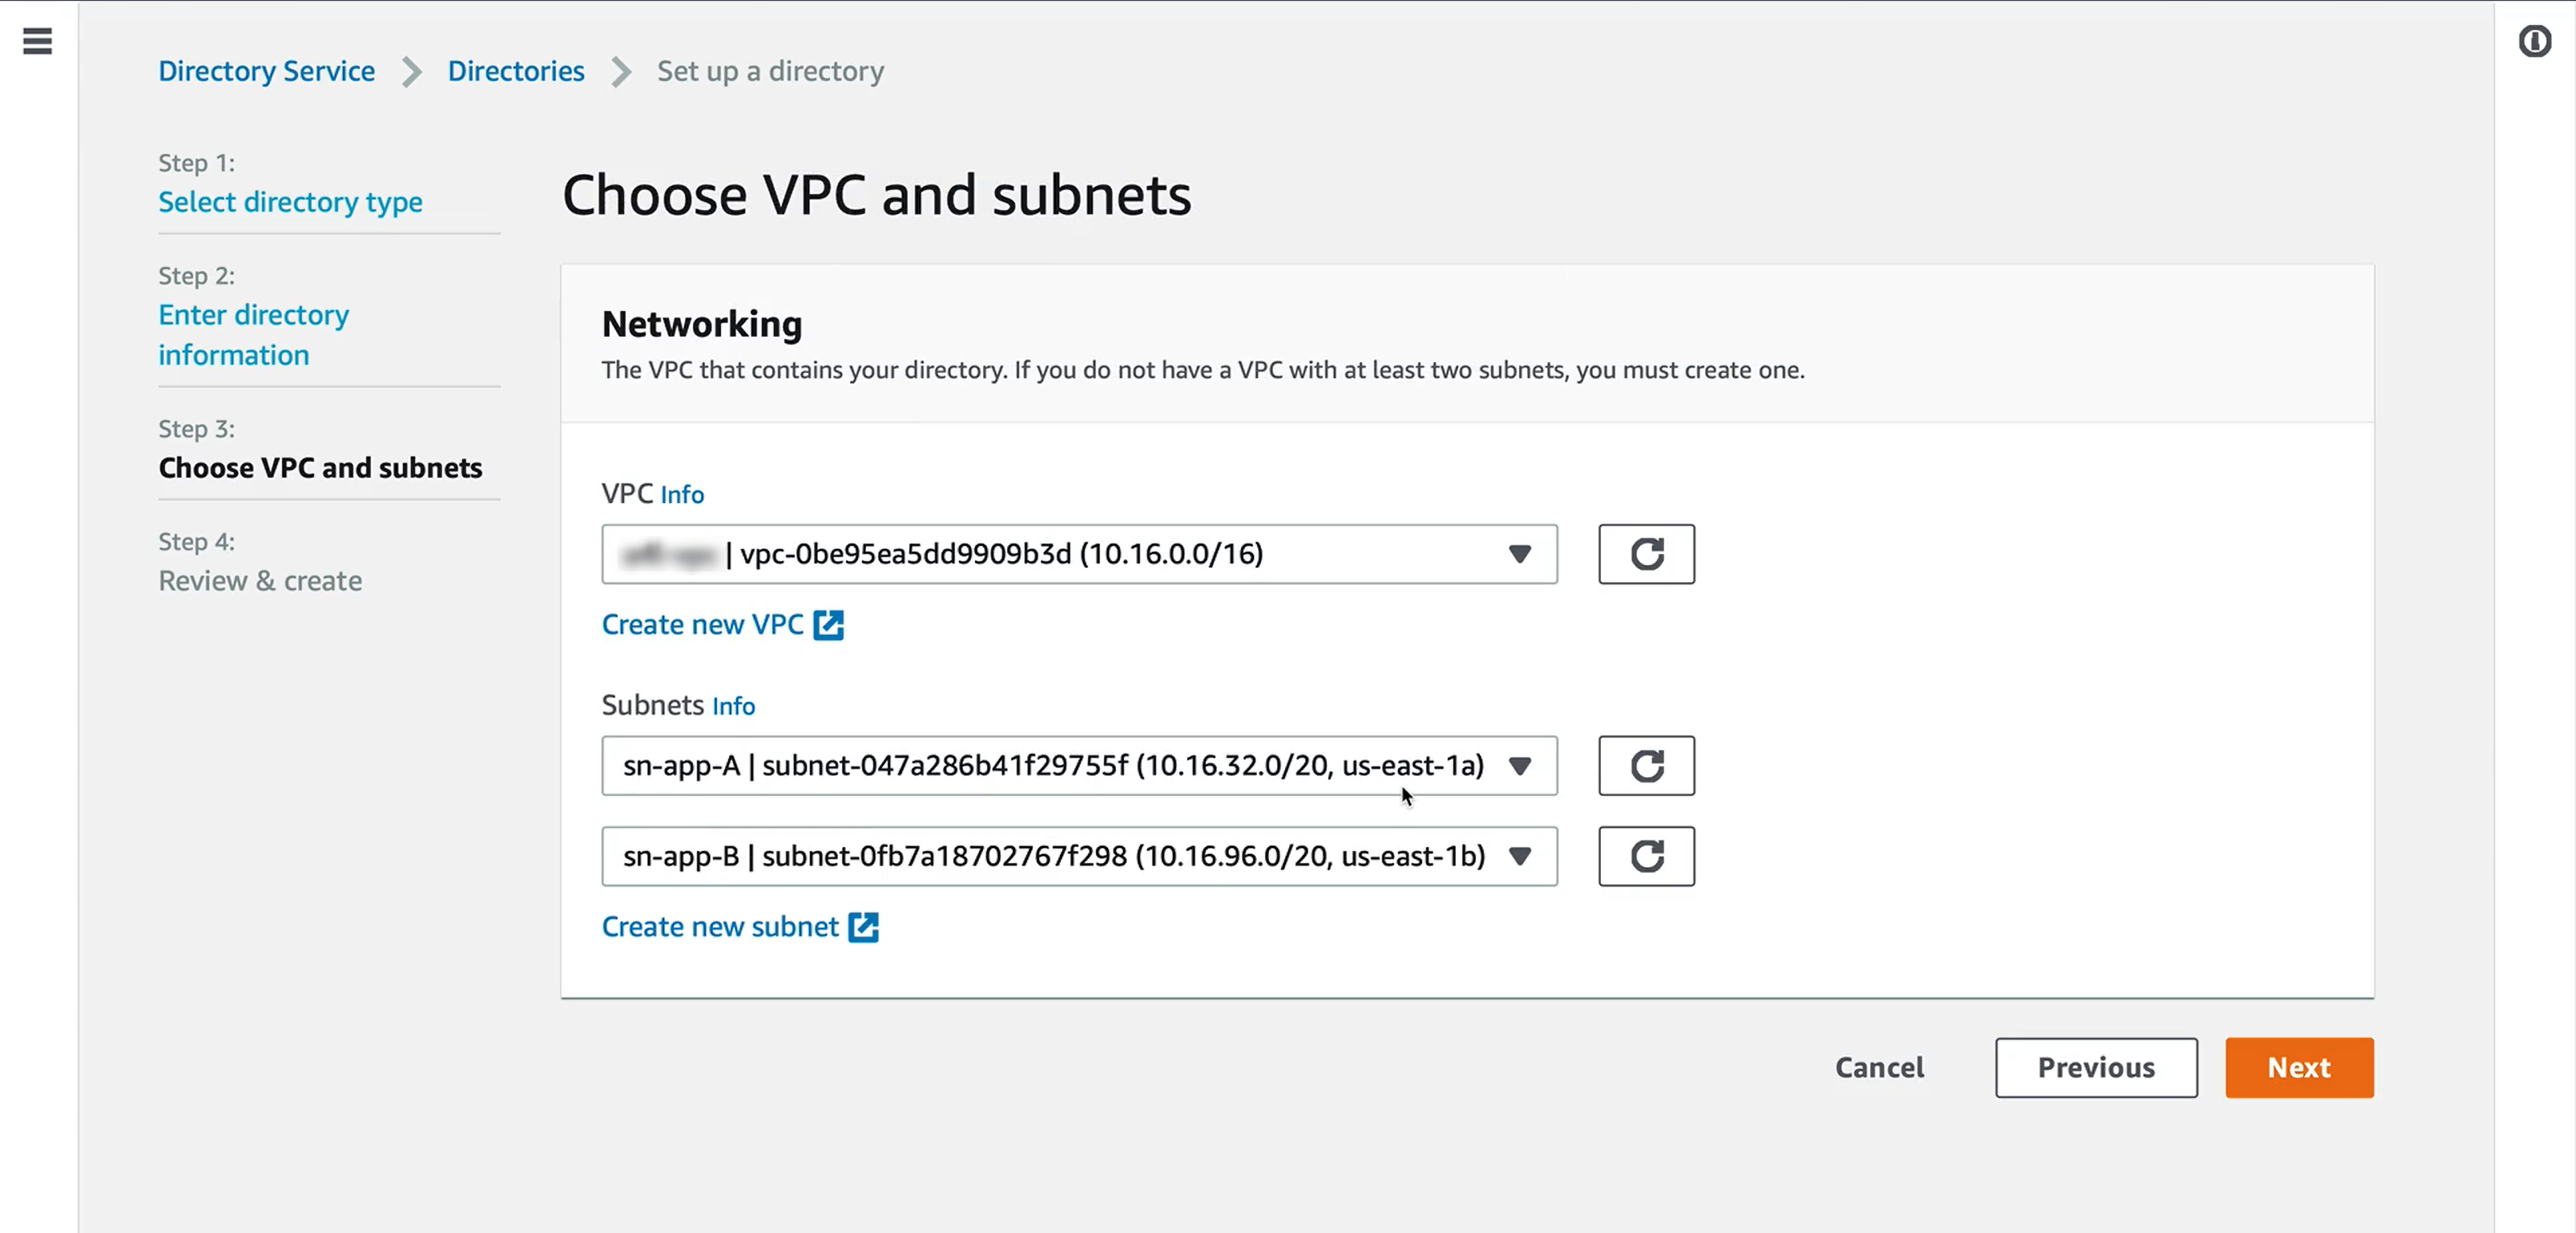 Directory Service > Directories > Set up a directory
Step 1:
Select directory type
Step 2:
Enter directory
information
Step 3:
Choose VPC and subnets
Step 4:
Review & create
Choose VPC and subnets
Networking
The VPC that contains your directory. If you do not have a VPC with at least two subnets, you must create one.
VPC Info
| vpc-0be95ea5dd9909b3d (10.16.0.0/16)
Create new VPC
Subnets Info
sn-app-A | subnet-047a286b41f29755f (10.16.32.0/20, us-east-1a)
sn-app-B | subnet-0fb7a18702767f298 (10.16.96.0/20, us-east-1b)
Create new subnet
Cancel
Previous
Next